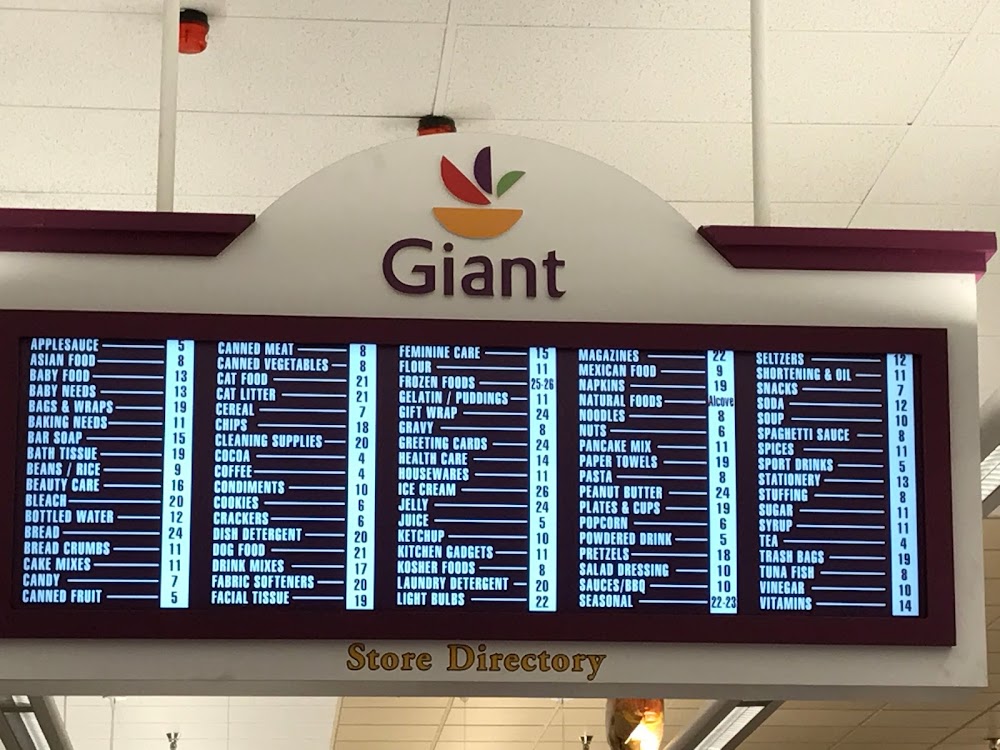 Giant
APPLESAUCE 5
ASIAN FOOD 8
BABY FOOD 13
BABY NEEDS 13
BAGS & WRAPS 19
BAKING NEEDS 11
BAR SOAP 15
BATH TISSUE 19
BEANS / RICE 9
BEAUTY CARE 16
BLEACH 20
BOTTLED WATER 12
BREAD 24
BREAD CRUMBS 11
CAKE MIXES 11
CANDY 7
CANNED FRUIT 5
CANNED MEAT 8
CANNED VEGETABLES 8
CAT FOOD 21
CAT LITTER 21
CEREAL 7
CHIPS 18
CLEANING SUPPLIES 20
COCOA 4
COFFEE 4
CONDIMENTS 10
COOKIES 6
CRACKERS 6
DISH DETERGENT 20
DOG FOOD 21
DRINK MIXES 17
FABRIC SOFTENERS 20
FACIAL TISSUE 19
FEMININE CARE 15
FLOUR 11
FROZEN FOODS 25-26
GELATIN / PUDDINGS 11
GIFT WRAP 24
GRAVY 8
GREETING CARDS 24
HEALTH CARE 14
HOUSEWARES 11
ICE CREAM 26
JELLY 24
JUICE 5
KETCHUP 10
KITCHEN GADGETS 11
KOSHER FOODS 8
LAUNDRY DETERGENT 20
LIGHT BULBS 22
MAGAZINES 22
MEXICAN FOOD 9
NAPKINS 19
NATURAL FOODS Alcove
NOODLES 8
NUTS 6
PANCAKE MIX 11
PAPER TOWELS 19
PASTA 8
PEANUT BUTTER 24
PLATES & CUPS 19
POPCORN 6
POWDERED DRINK 5
PRETZELS 18
SALAD DRESSING 10
SAUCES/BBQ 10
SEASONAL 22-23
SELTZERS 12
SHORTENING & OIL 11
SNACKS 7
SODA 12
SOUP 10
SPAGHETTI SAUCE 8
SPICES 11
SPORT DRINKS 5
STATIONERY 13
STUFFING 8
SUGAR 11
SYRUP 11
TEA 4
TRASH BAGS 19
TUNA FISH 8
VINEGAR 10
VITAMINS 14
Store Directory